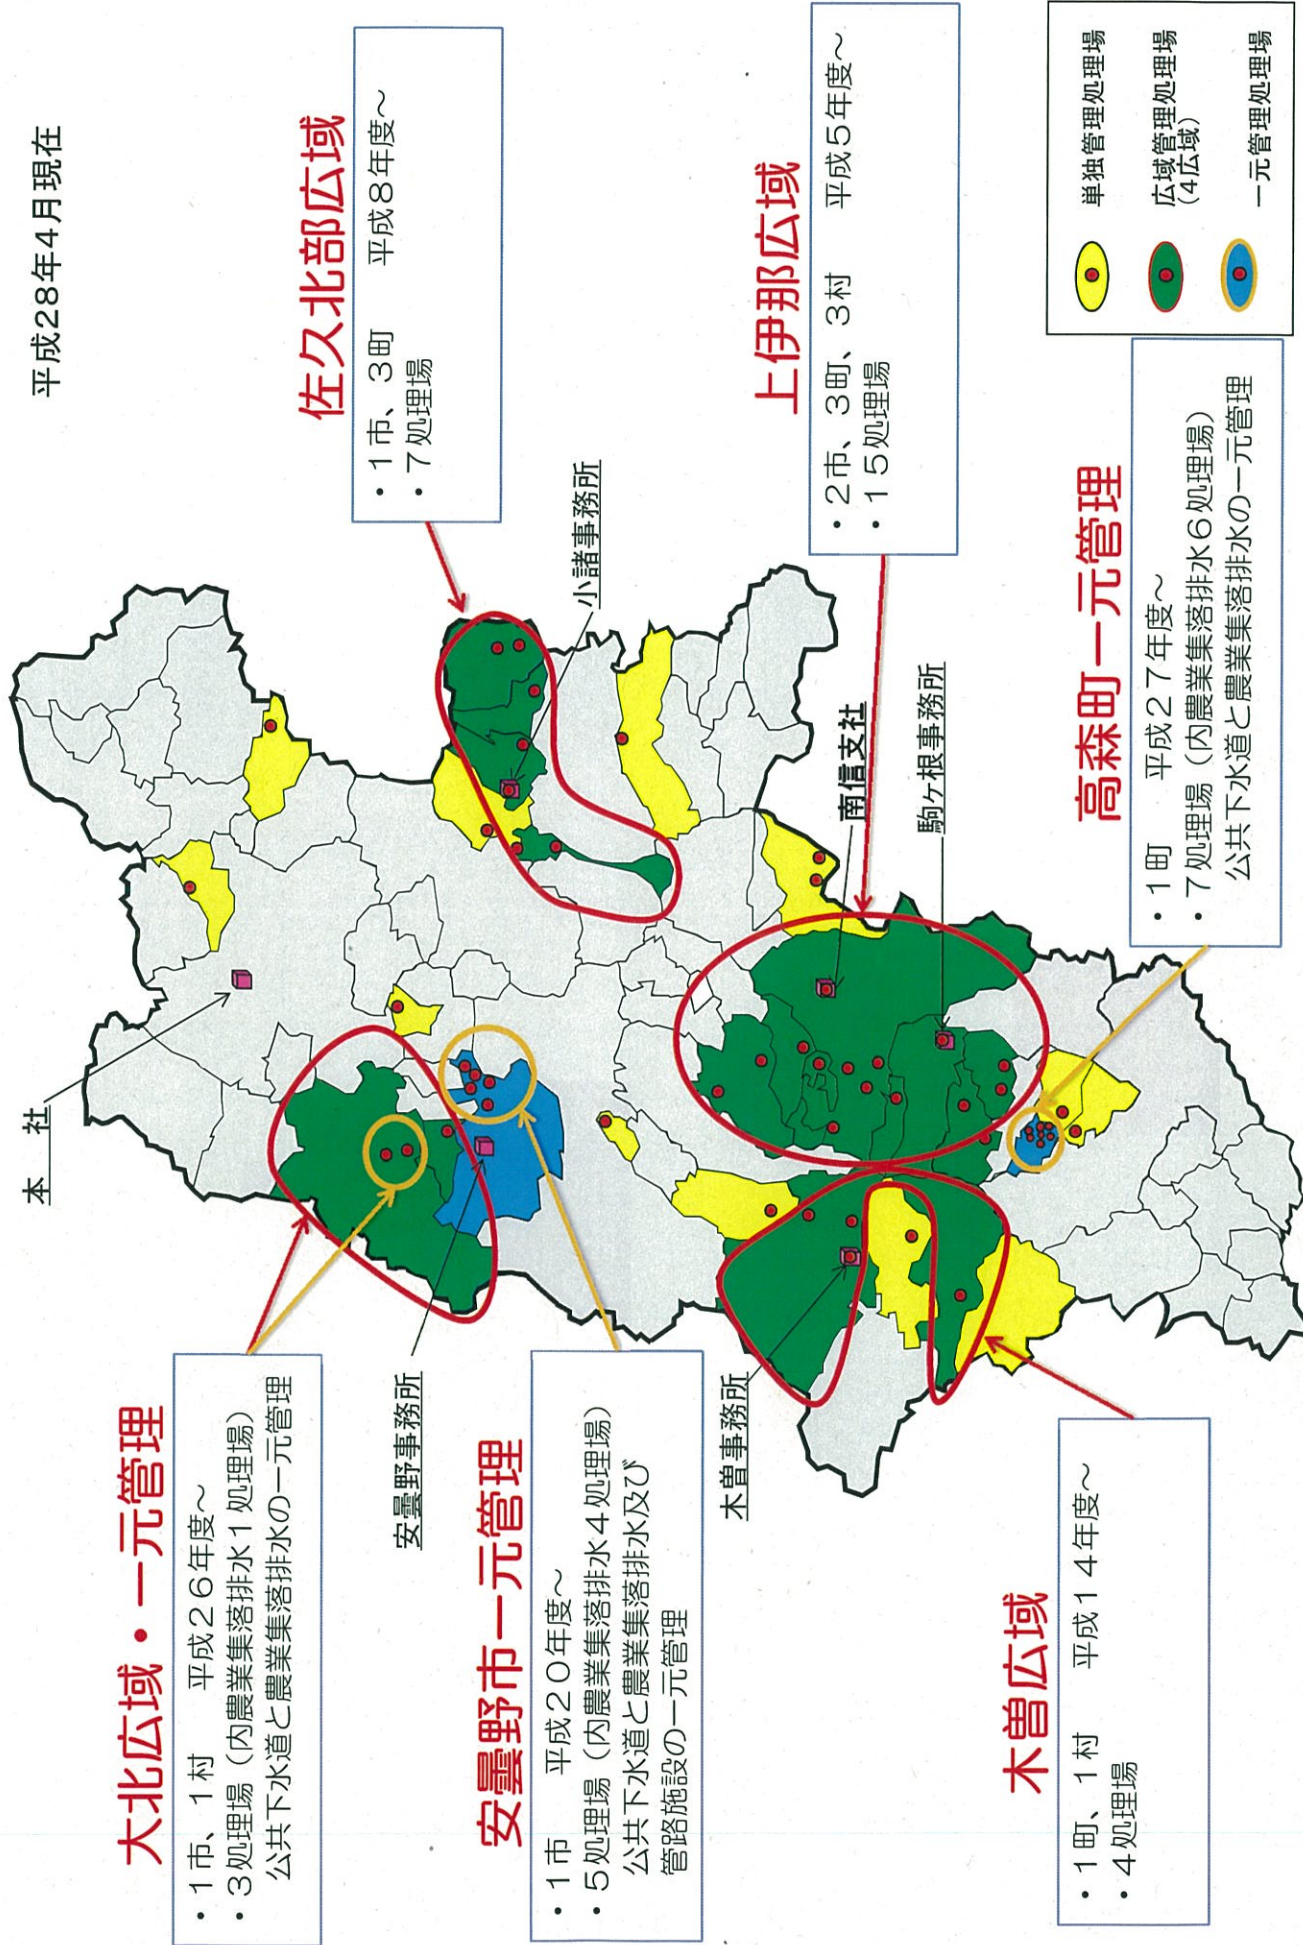 平成28年4月現在
大北広域・一元管理
・1市、1村　平成26年度～
・3処理場（内農業集落排水1処理場）
公共下水道と農業集落排水の一元管理
本　社
佐久北部広域
・1市、3町　平成8年度～
・7処理場
小諸事務所
安曇野事務所
安曇野市一元管理
・1市　平成20年度～
・5処理場（内農業集落排水4処理場）
公共下水道と農業集落排水及び
管路施設の一元管理
上伊那広域
・2市、3町、3村　平成5年度～
・15処理場
南信支社
駒ヶ根事務所
木曽事務所
木曽広域
・1町、1村　平成14年度～
・4処理場
高森町一元管理
・1町　平成27年度～
・7処理場（内農業集落排水6処理場）
公共下水道と農業集落排水の一元管理
単独管理処理場
広域管理処理場
（4広域）
一元管理処理場